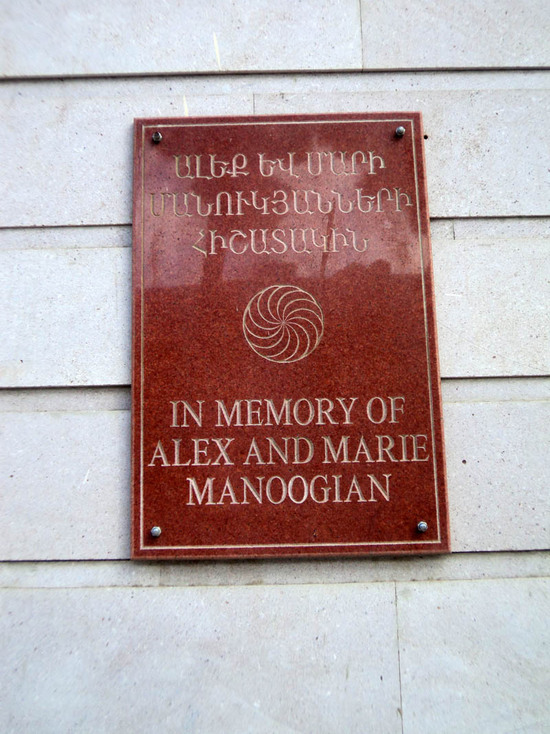 ԱԼԵՔ ԵՎ ՄԱՐԻ
ՄԱՆՈՒԿՅԱՆՆԵՐԻ
ՀԻՇԱՏԱԿԻՆ
IN MEMORY OF
ALEX AND MARIE
MANOOGIAN